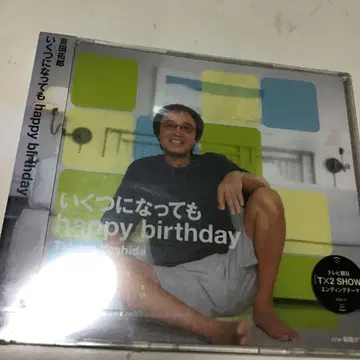 吉田拓郎
いくつになっても happy birthday
いくつになっても
happy birthday
Takuro Yoshida
テレビ朝日
「T×2 SHOW」
エンディングテーマ
c/w